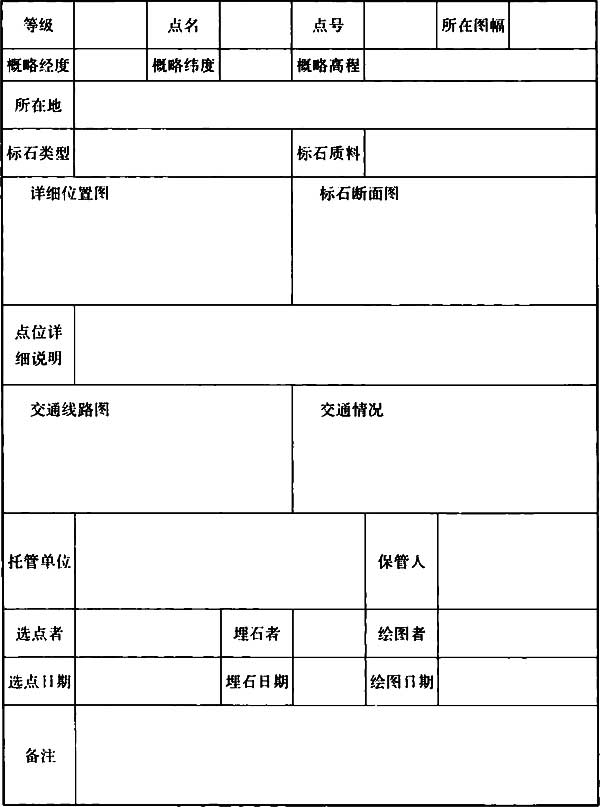 等级 点名 点号 所在图幅
概略经度 概略纬度 概略高程
所在地
标石类型 标石质料
详细位置图 标石断面图
点位详
细说明
交通线路图 交通情况
托管单位 保管人
选点者 埋石者 绘图者
选点日期 埋石日期 绘图日期
备注